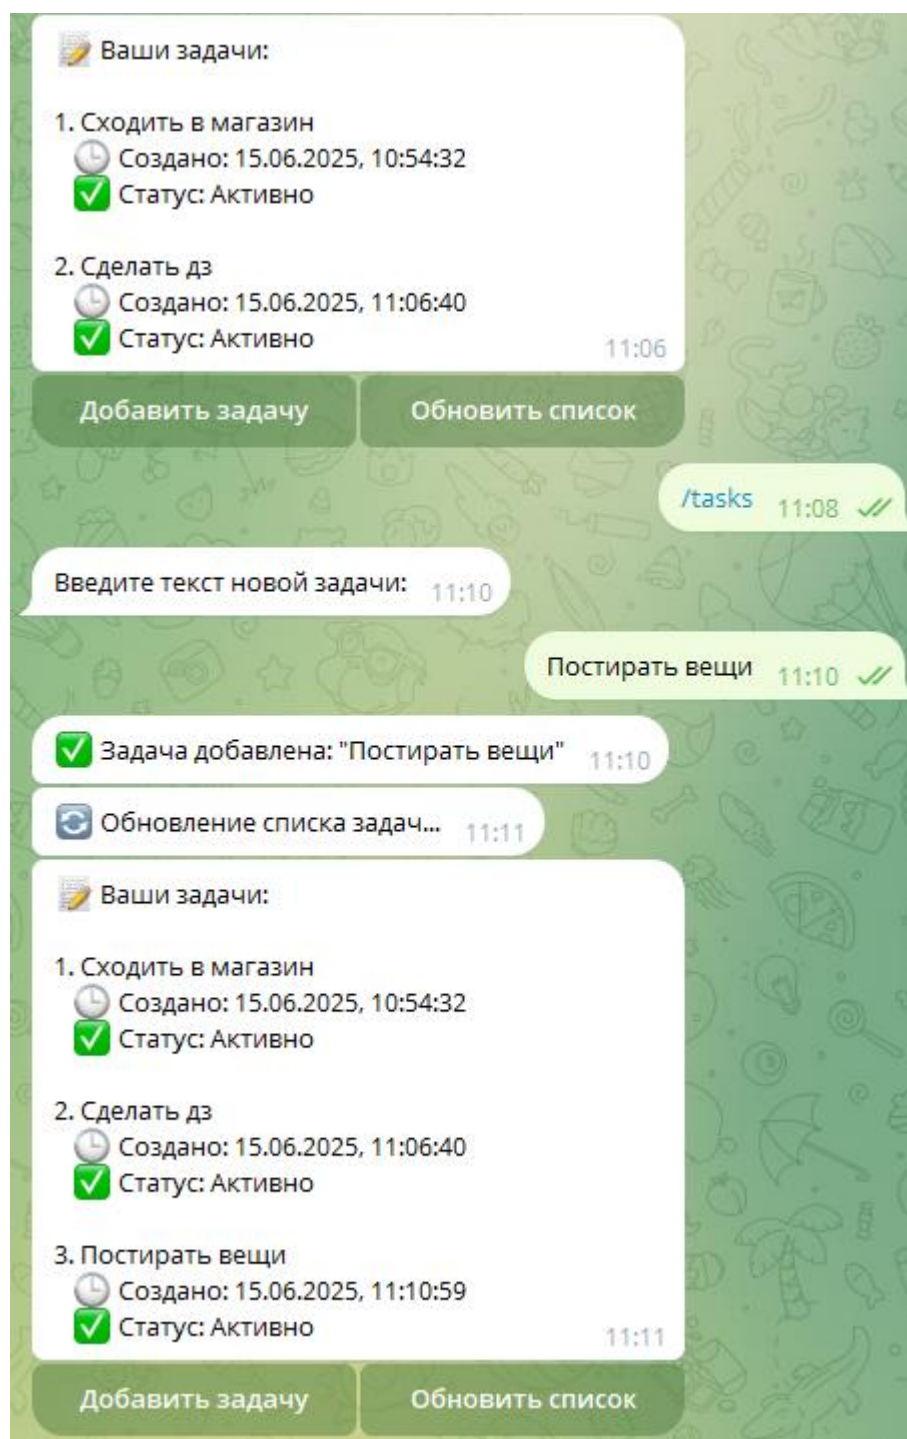 📝 Ваши задачи:
1. Сходить в магазин
🕒 Создано: 15.06.2025, 10:54:32
✅ Статус: Активно
2. Сделать дз
🕒 Создано: 15.06.2025, 11:06:40
✅ Статус: Активно
11:06
Добавить задачу Обновить список
/tasks 11:08
Введите текст новой задачи: 11:10
Постирать вещи 11:10
✅ Задача добавлена: "Постирать вещи" 11:10
🔄 Обновление списка задач... 11:11
📝 Ваши задачи:
1. Сходить в магазин
🕒 Создано: 15.06.2025, 10:54:32
✅ Статус: Активно
2. Сделать дз
🕒 Создано: 15.06.2025, 11:06:40
✅ Статус: Активно
3. Постирать вещи
🕒 Создано: 15.06.2025, 11:10:59
✅ Статус: Активно
11:11
Добавить задачу Обновить список